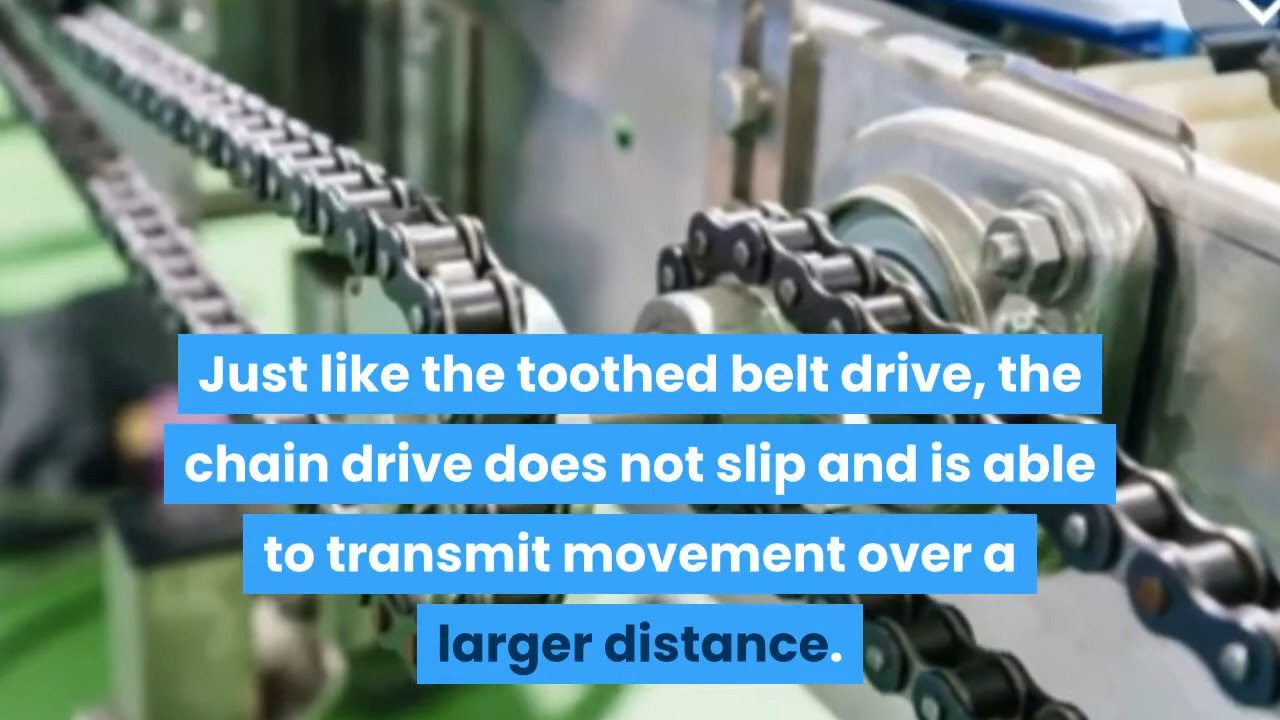 Just like the toothed belt drive, the
chain drive does not slip and is able
to transmit movement over a
larger distance.